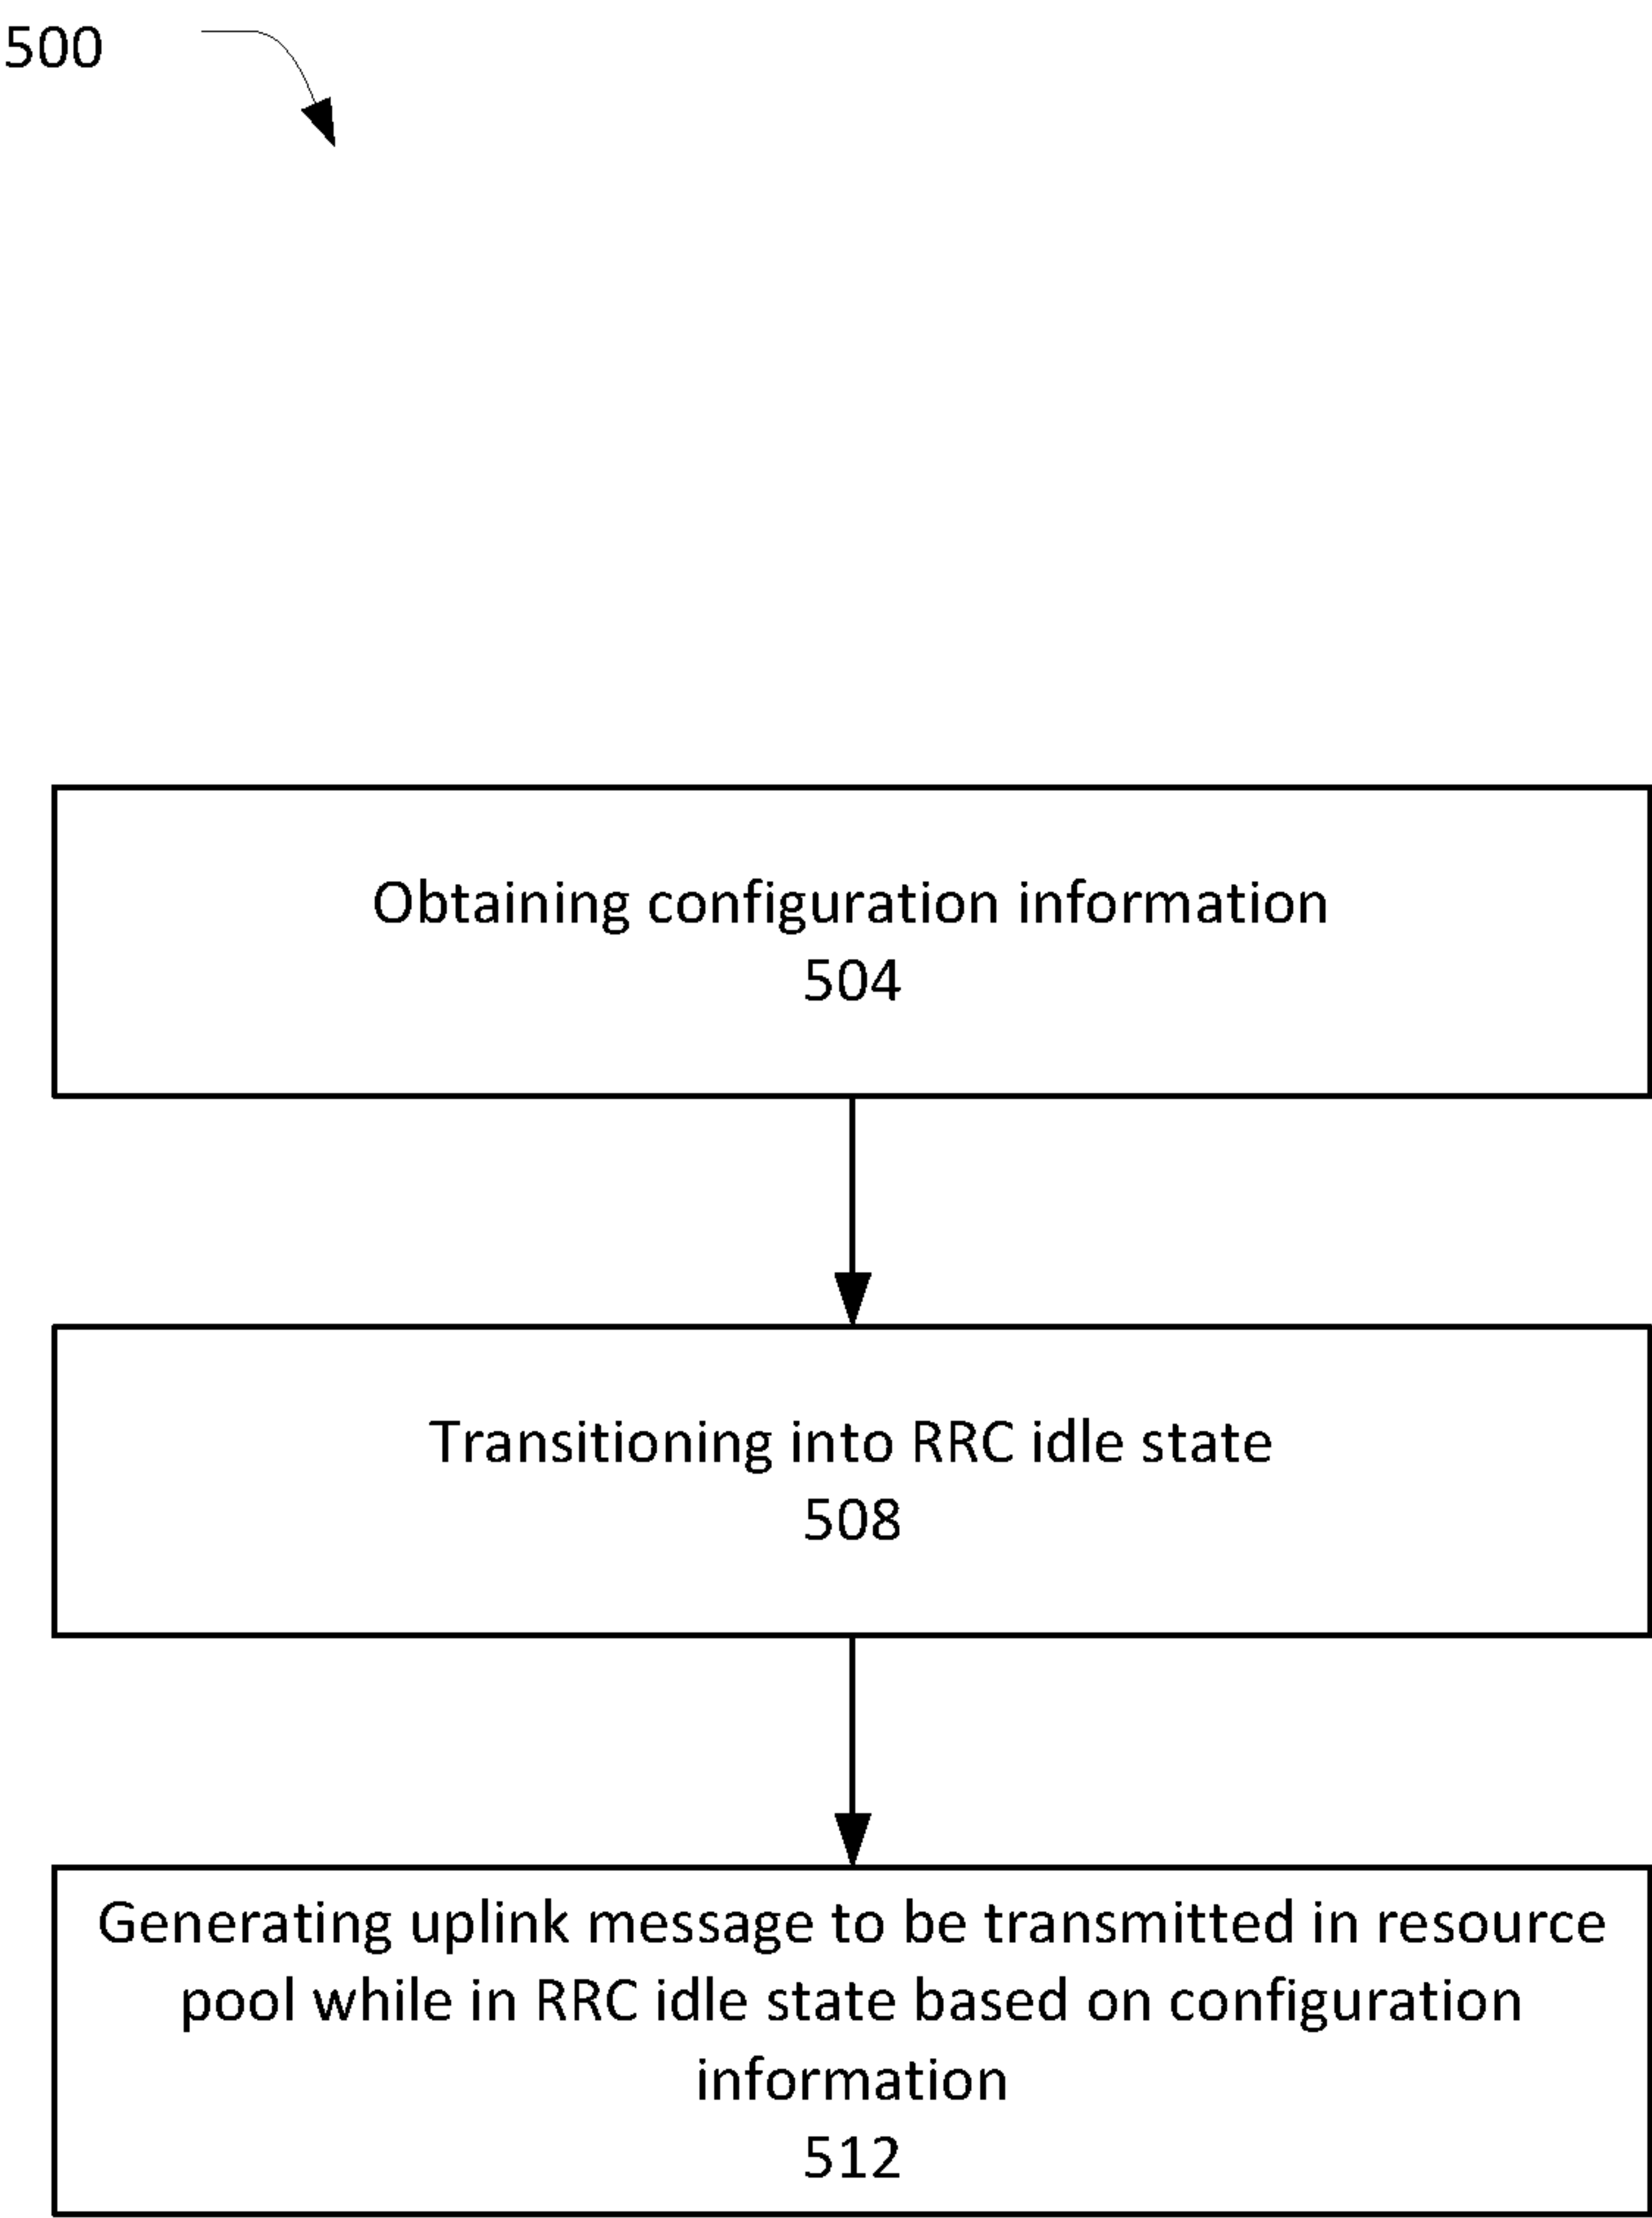 500
Obtaining configuration information
504
Transitioning into RRC idle state
508
Generating uplink message to be transmitted in resource
pool while in RRC idle state based on configuration
information
512